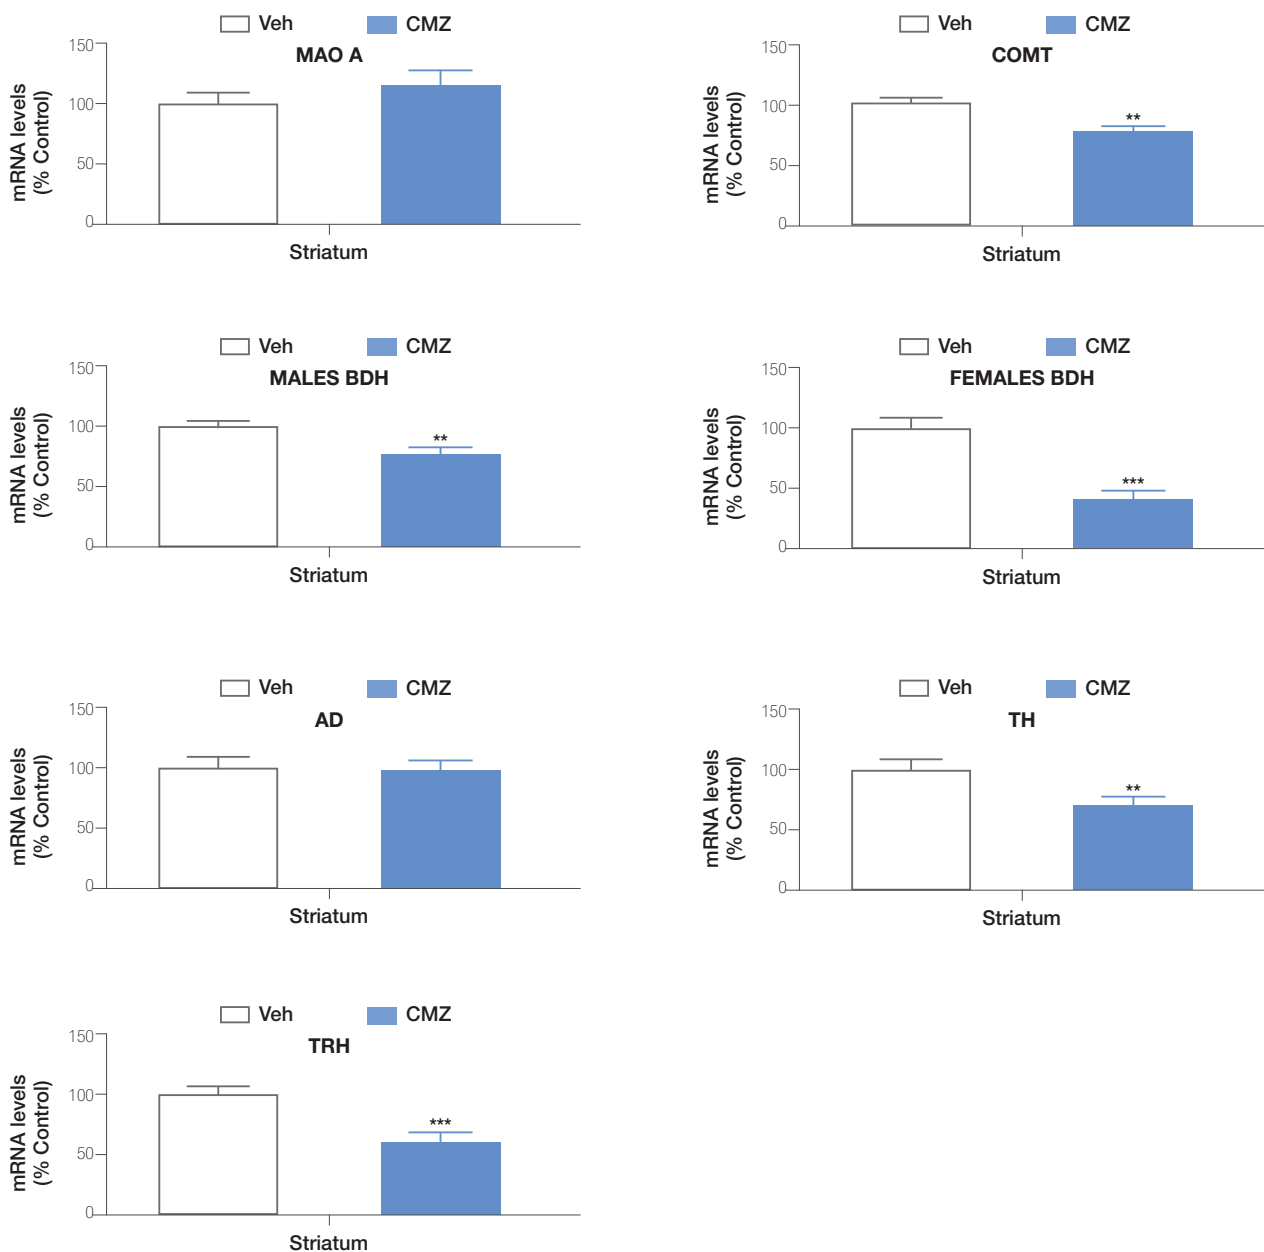 Veh CMZ
MAO A
mRNA levels
(% Control)
150
100
50
0
Striatum
Veh CMZ
COMT
mRNA levels
(% Control)
150
100
50
0
**
Striatum
Veh CMZ
MALES BDH
mRNA levels
(% Control)
150
100
50
0
**
Striatum
Veh CMZ
FEMALES BDH
mRNA levels
(% Control)
150
100
50
0
***
Striatum
Veh CMZ
AD
mRNA levels
(% Control)
150
100
50
0
Striatum
Veh CMZ
TH
mRNA levels
(% Control)
150
100
50
0
**
Striatum
Veh CMZ
TRH
mRNA levels
(% Control)
150
100
50
0
***
Striatum